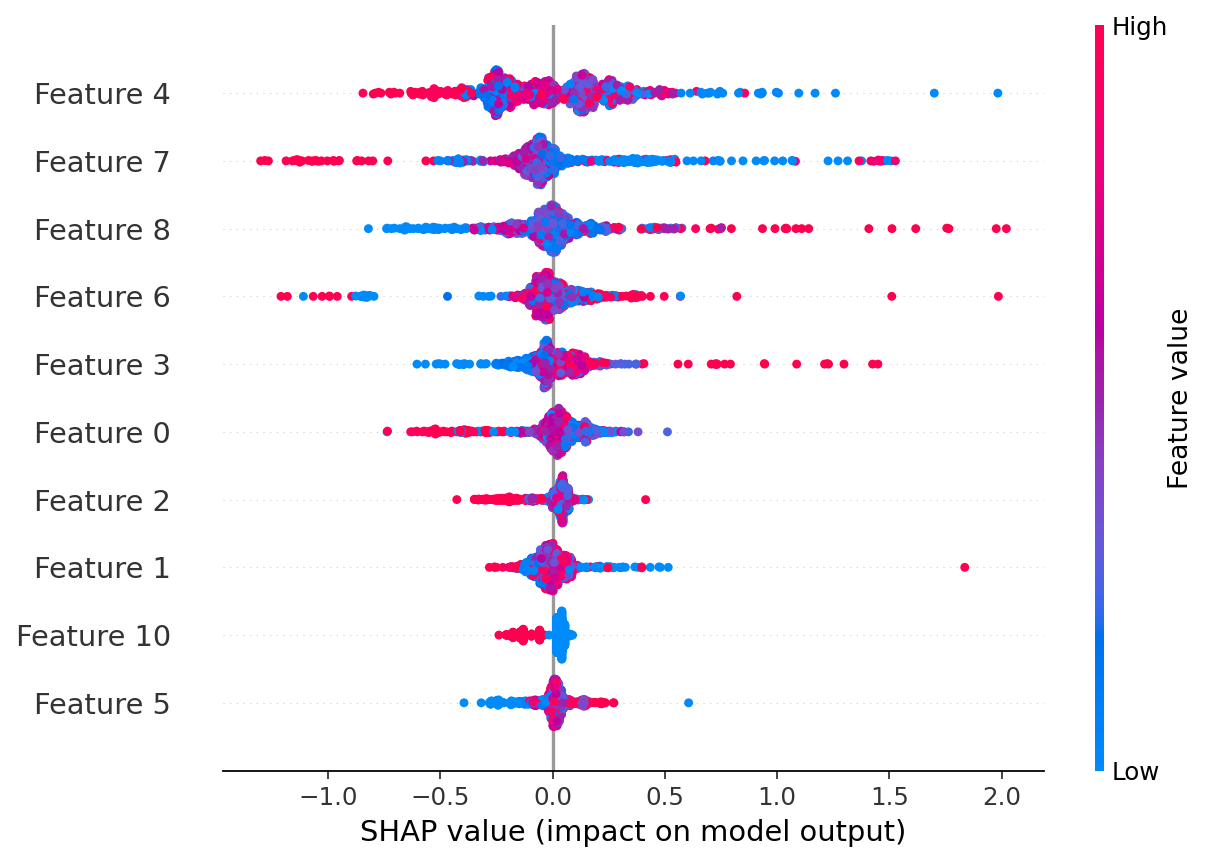 High
Feature 4
Feature 7
Feature 8
Feature 6
Feature 3
Feature 0
Feature 2
Feature 1
Feature 10
Feature 5
Feature value
Low
−1.0 −0.5 0.0 0.5 1.0 1.5 2.0
SHAP value (impact on model output)